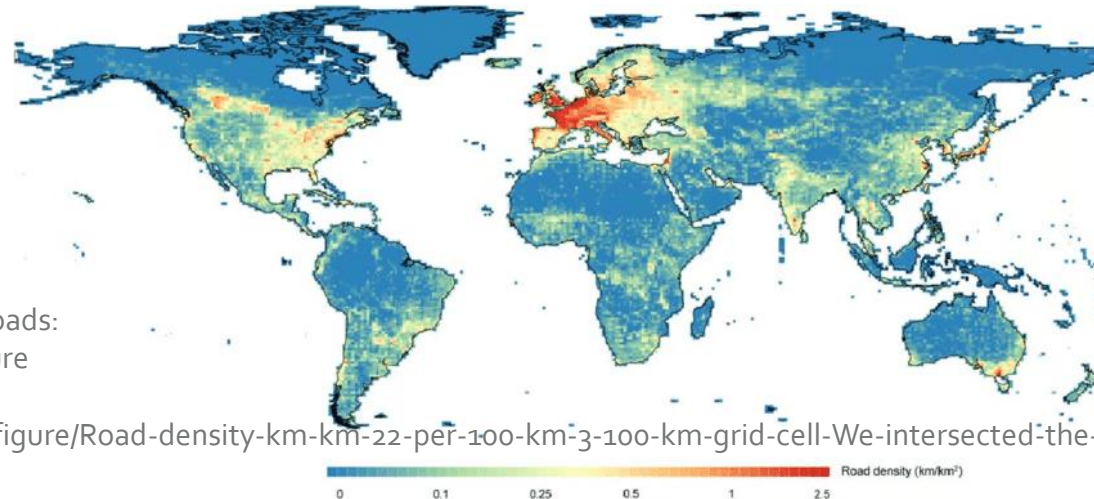 oads:
ure
figure/Road-density-km-km-22-per-100-km-3-100-km-grid-cell-We-intersected-the-
Road density (km/km²)
0 0.1 0.25 0.5 1 2.5